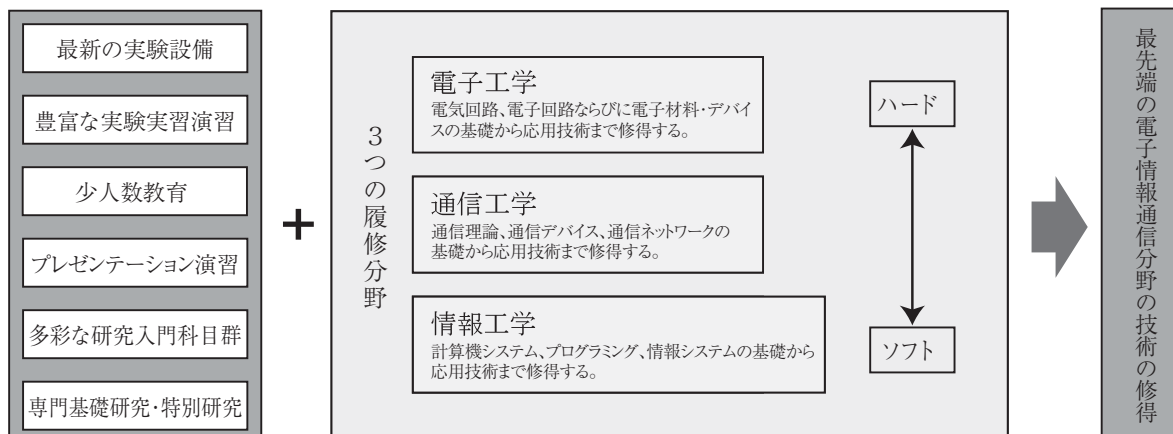 最新の実験設備
豊富な実験実習演習
少人数教育
プレゼンテーション演習
多彩な研究入門科目群
専門基礎研究・特別研究
+
3つの履修分野
電子工学
電気回路、電子回路ならびに電子材料・デバイ
スの基礎から応用技術まで修得する。
通信工学
通信理論、通信デバイス、通信ネットワークの
基礎から応用技術まで修得する。
情報工学
計算機システム、プログラミング、情報システムの基礎から
応用技術まで修得する。
ハード
ソフト
最先端の電子情報通信分野の技術の修得